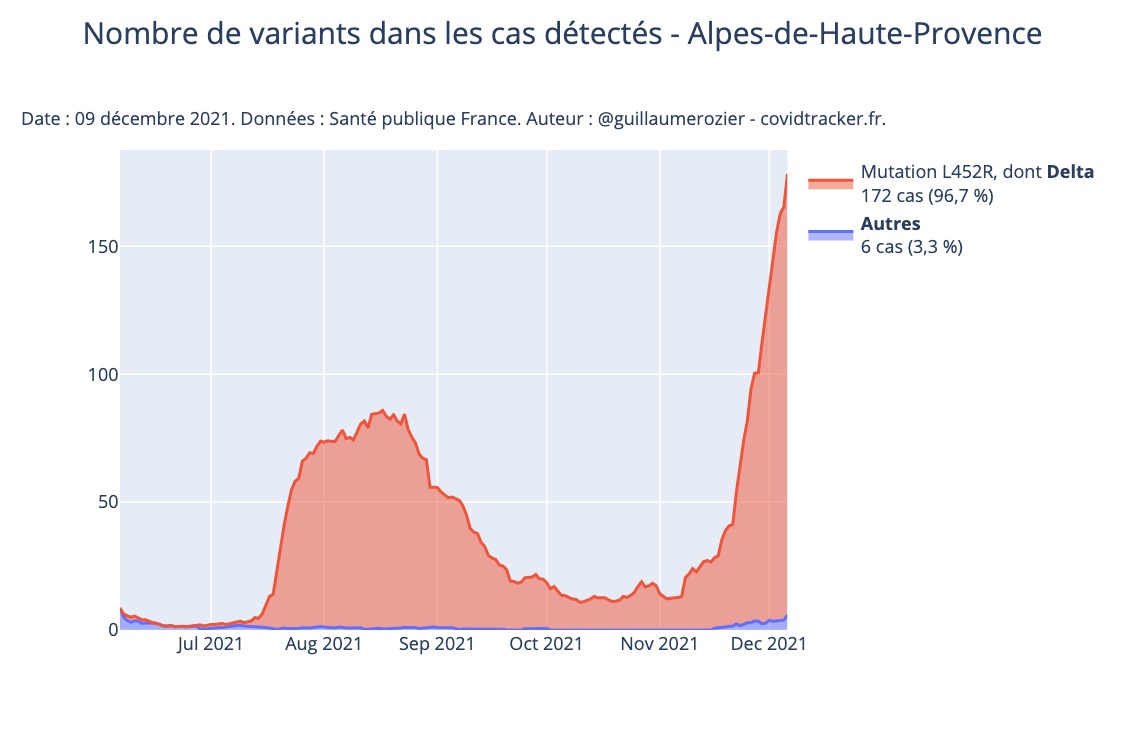 Nombre de variants dans les cas détectés - Alpes-de-Haute-Provence
Date : 09 décembre 2021. Données : Santé publique France. Auteur : @guillaumerozier - covidtracker.fr.
Mutation L452R, dont Delta
172 cas (96,7 %)
Autres
6 cas (3,3 %)
150
100
50
0
Jul 2021
Aug 2021
Sep 2021
Oct 2021
Nov 2021
Dec 2021